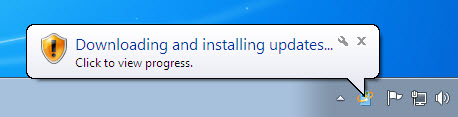 Downloading and installing updates...
Click to view progress.